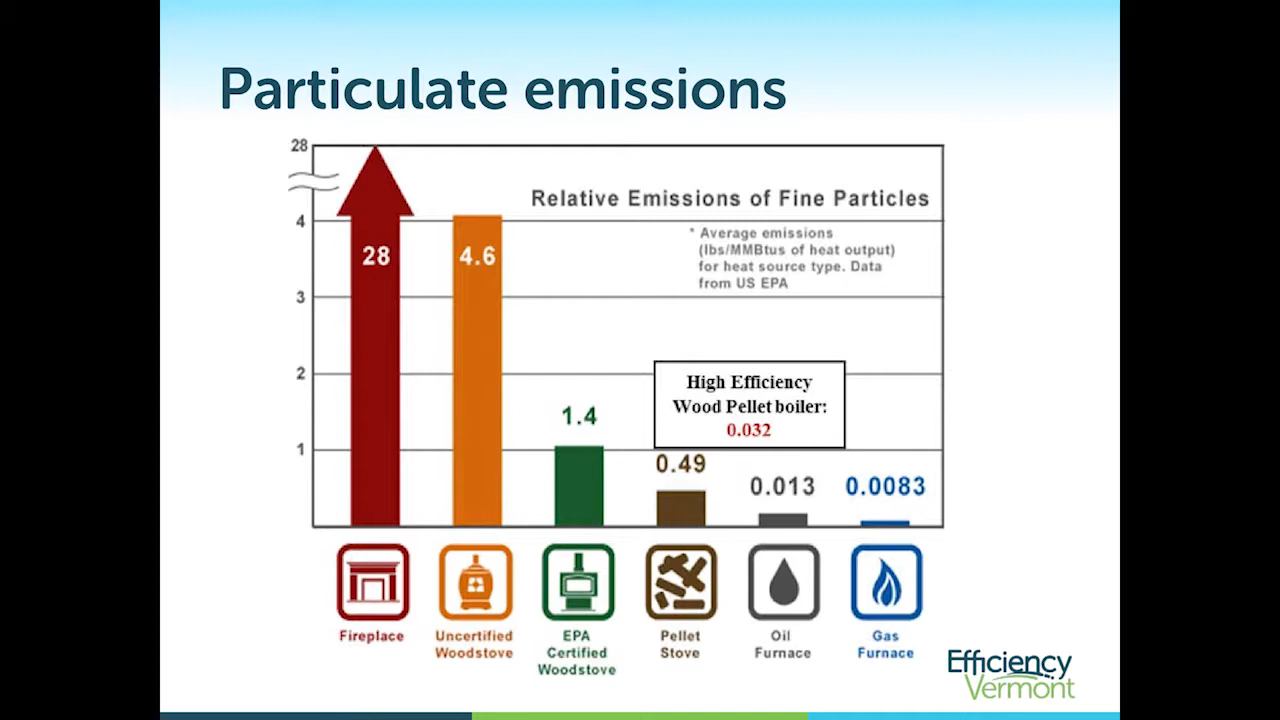 Particulate emissions
28
4
3
2
1
Relative Emissions of Fine Particles
* Average emissions
(lbs/MMBtus of heat output)
for heat source type. Data
from US EPA
28
4.6
1.4
0.49
0.013
0.0083
High Efficiency
Wood Pellet boiler:
0.032
Fireplace
Uncertified
Woodstove
EPA
Certified
Woodstove
Pellet
Stove
Oil
Furnace
Gas
Furnace
Efficiency
Vermont